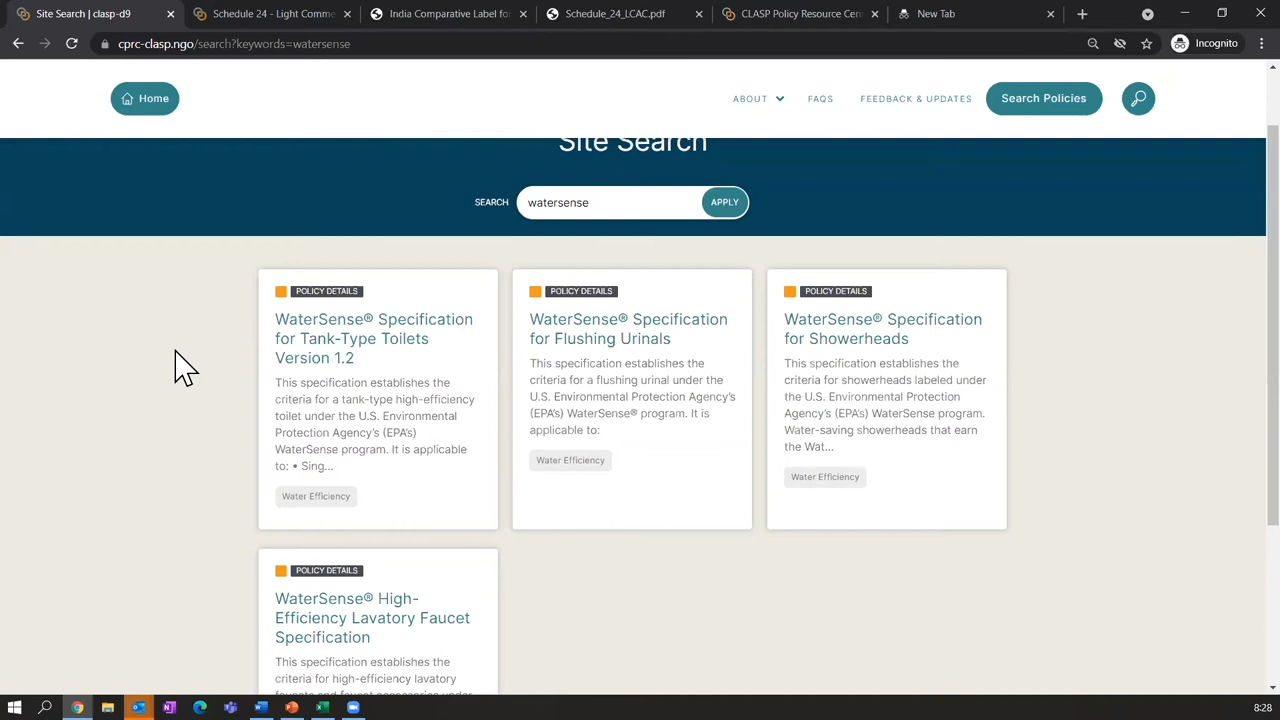 Site Search | clasp-d9
Schedule 24 - Light Comme
India Comparative Label for
Schedule_24_LCAC.pdf
CLASP Policy Resource Cen
New Tab
cprc-clasp.ngo/search?keywords=watersense
Incognito
Home
ABOUT
FAQS
FEEDBACK & UPDATES
Search Policies
Site Search
SEARCH
watersense
APPLY
POLICY DETAILS
WaterSense® Specification
for Tank-Type Toilets
Version 1.2
This specification establishes the
criteria for a tank-type high-efficiency
toilet under the U.S. Environmental
Protection Agency's (EPA's)
WaterSense program. It is applicable
to: • Sing...
Water Efficiency
POLICY DETAILS
WaterSense® Specification
for Flushing Urinals
This specification establishes the
criteria for a flushing urinal under the
U.S. Environmental Protection Agency's
(EPA's) WaterSense® program. It is
applicable to:
Water Efficiency
POLICY DETAILS
WaterSense® Specification
for Showerheads
This specification establishes the
criteria for showerheads labeled under
the U.S. Environmental Protection
Agency's (EPA's) WaterSense program.
Water-saving showerheads that earn
the Wat...
Water Efficiency
POLICY DETAILS
WaterSense® High-
Efficiency Lavatory Faucet
Specification
This specification establishes the
criteria for high-efficiency lavatory
faucets and faucet accessories under
8:28